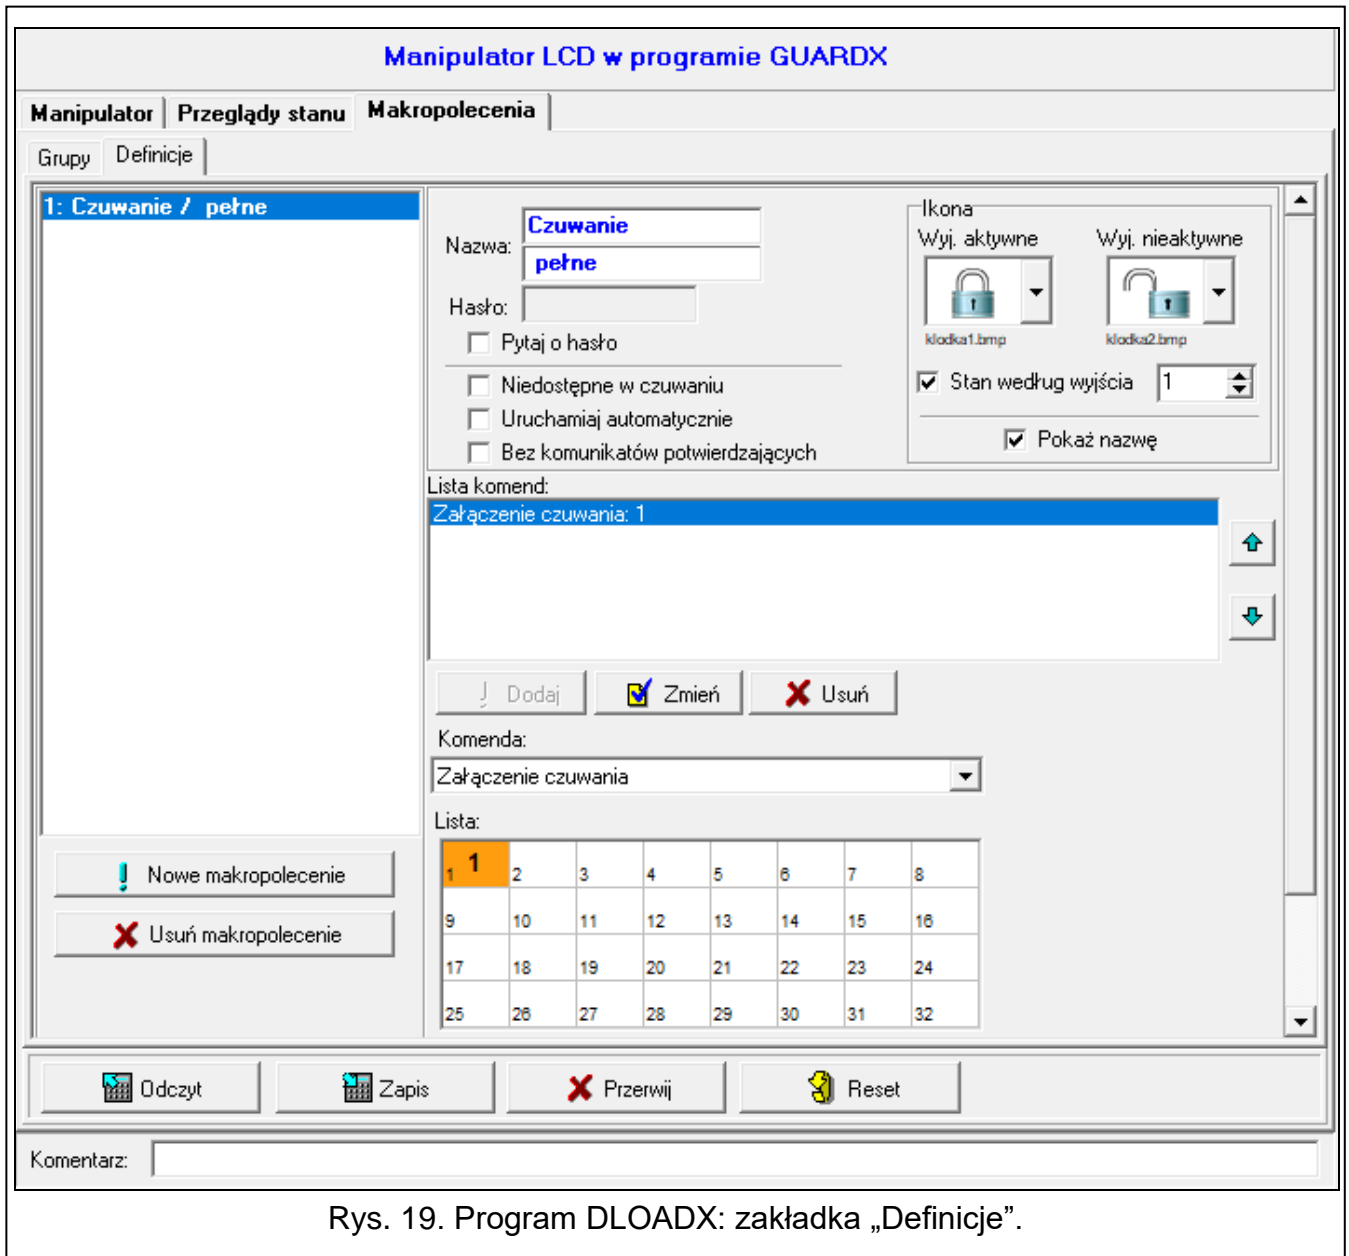 Manipulator LCD w programie GUARDX
Manipulator Przeglądy stanu Makropolecenia
Grupy Definicje
1: Czuwanie / pełne
Nowe makropolecenie
Usuń makropolecenie
Nazwa: Czuwanie
pełne
Hasło:
Pytaj o hasło
Niedostępne w czuwaniu
Uruchamiaj automatycznie
Bez komunikatów potwierdzających
Ikona
Wyj. aktywne Wyj. nieaktywne
klodka1.bmp klodka2.bmp
Stan według wyjścia 1
Pokaż nazwę
Lista komend:
Załączenie czuwania: 1
Dodaj Zmień Usuń
Komenda:
Załączenie czuwania
Lista:
1 1 2 3 4 5 6 7 8
9 10 11 12 13 14 15 16
17 18 19 20 21 22 23 24
25 26 27 28 29 30 31 32
Odczyt Zapis Przerwij Reset
Komentarz:
Rys. 19. Program DLOADX: zakładka „Definicje”.